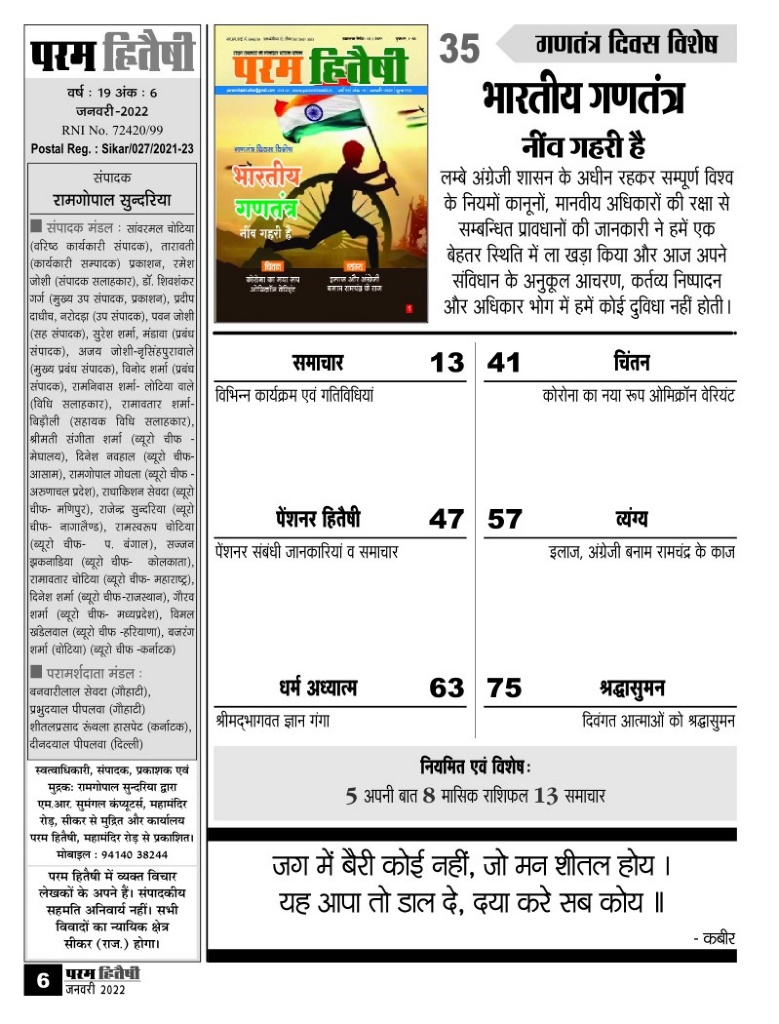 परम हितैषी
वर्ष : 19 अंक : 6
जनवरी-2022
RNI No. 72420/99
Postal Reg. : Sikar/027/2021-23
संपादक
रामगोपाल सुन्दरिया
संपादक मंडल : सांवरमल चोटिया
(वरिष्ठ कार्यकारी संपादक), तारावती
(कार्यकारी सम्पादक) प्रकाशन, रमेश
जोशी (संपादक सलाहकार), डॉ. शिवशंकर
गर्ग (मुख्य उप संपादक, प्रकाशन), प्रदीप
दाधीच, नरोदड़ा (उप संपादक), पवन जोशी
(सह संपादक), सुरेश शर्मा, मंडावा (प्रबंध
संपादक), अजय जोशी-नृसिंहपुरावाले
(मुख्य प्रबंध संपादक), विनोद शर्मा (प्रबंध
संपादक), रामनिवास शर्मा- लोटिया वाले
(विधि सलाहकार), रामावतार शर्मा-
बिड़ौली (सहायक विधि सलाहकार),
श्रीमती संगीता शर्मा (ब्यूरो चीफ -
मेघालय), दिनेश नवहाल (ब्यूरो चीफ-
आसाम), रामगोपाल गोधला (ब्यूरो चीफ -
अरुणाचल प्रदेश), राधाकिशन सेवदा (ब्यूरो
चीफ- मणिपुर), राजेन्द्र सुन्दरिया (ब्यूरो
चीफ- नागालैण्ड), रामस्वरूप चोटिया
(ब्यूरो चीफ- प. बंगाल), सज्जन
झकनाडिया (ब्यूरो चीफ- कोलकाता),
रामावतार चोटिया (ब्यूरो चीफ- महाराष्ट्र),
दिनेश शर्मा (ब्यूरो चीफ-राजस्थान), गौरव
शर्मा (ब्यूरो चीफ- मध्यप्रदेश), विमल
खंडेलवाल (ब्यूरो चीफ -हरियाणा), बजरंग
शर्मा (चोटिया) (ब्यूरो चीफ -कर्नाटक)
परामर्शदाता मंडल :
बनवारीलाल सेवदा (गौहाटी),
प्रभुदयाल पीपलवा (गौहाटी)
शीतलप्रसाद रूंथला हासपेट (कर्नाटक),
दीनदयाल पीपलवा (दिल्ली)
स्वत्वाधिकारी, संपादक, प्रकाशक एवं
मुद्रक: रामगोपाल सुन्दरिया द्वारा
एम.आर. सुमंगल कंप्यूटर्स, महामंदिर
रोड़, सीकर से मुद्रित और कार्यालय
परम हितैषी, महामंदिर रोड़ से प्रकाशित।
मोबाइल : 94140 38244
परम हितैषी में व्यक्त विचार
लेखकों के अपने हैं। संपादकीय
सहमति अनिवार्य नहीं। सभी
विवादों का न्यायिक क्षेत्र
सीकर (राज.) होगा।
परम हितैषी
गणतंत्र दिवस विशेष
भारतीय
गणतंत्र
नींव गहरी है
चिंतन
कोरोना का नया रूप
ओमिक्रॉन वेरियंट
व्यंग्य
इलाज और अंग्रेजी
बनाम रामचंद्र के काज
35 गणतंत्र दिवस विशेष
भारतीय गणतंत्र
नींव गहरी है
लम्बे अंग्रेजी शासन के अधीन रहकर सम्पूर्ण विश्व
के नियमों कानूनों, मानवीय अधिकारों की रक्षा से
सम्बन्धित प्रावधानों की जानकारी ने हमें एक
बेहतर स्थिति में ला खड़ा किया और आज अपने
संविधान के अनुकूल आचरण, कर्तव्य निष्पादन
और अधिकार भोग में हमें कोई दुविधा नहीं होती।
समाचार 13
विभिन्न कार्यक्रम एवं गतिविधियां
41 चिंतन
कोरोना का नया रूप ओमिक्रॉन वेरियंट
पेंशनर हितैषी 47
पेंशनर संबंधी जानकारियां व समाचार
57 व्यंग्य
इलाज, अंग्रेजी बनाम रामचंद्र के काज
धर्म अध्यात्म 63
श्रीमद्भागवत ज्ञान गंगा
75 श्रद्धासुमन
दिवंगत आत्माओं को श्रद्धासुमन
नियमित एवं विशेष:
5 अपनी बात 8 मासिक राशिफल 13 समाचार
जग में बैरी कोई नहीं, जो मन शीतल होय ।
यह आपा तो डाल दे, दया करे सब कोय ॥
- कबीर
6 परम हितैषी
जनवरी 2022